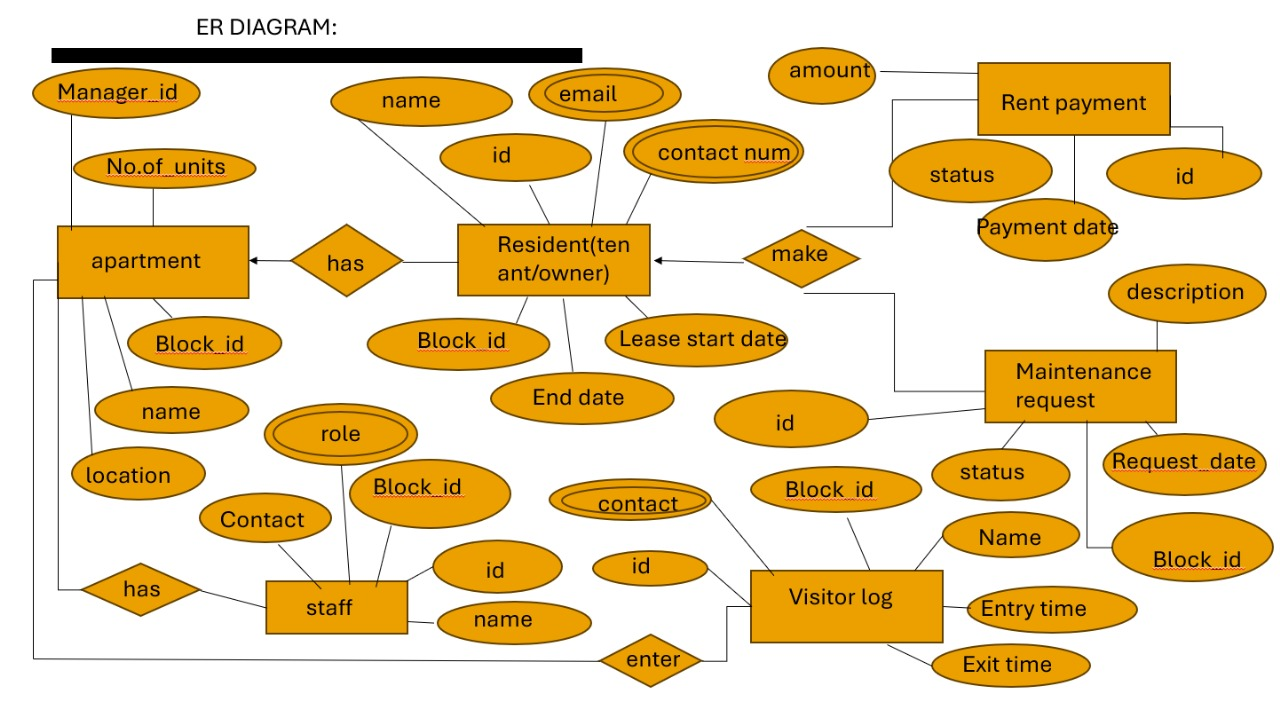 ER DIAGRAM:
Manager_id
No.of_units
apartment
Block_id
name
location
has
name
email
id
contact num
Resident(ten
ant/owner)
Block_id
End date
Lease start date
make
amount
Rent payment
status
Payment date
id
description
Maintenance
request
id
status
Request_date
Block_id
role
Block_id
Contact
id
name
staff
has
contact
Block_id
Name
id
Visitor log
Entry time
Exit time
enter